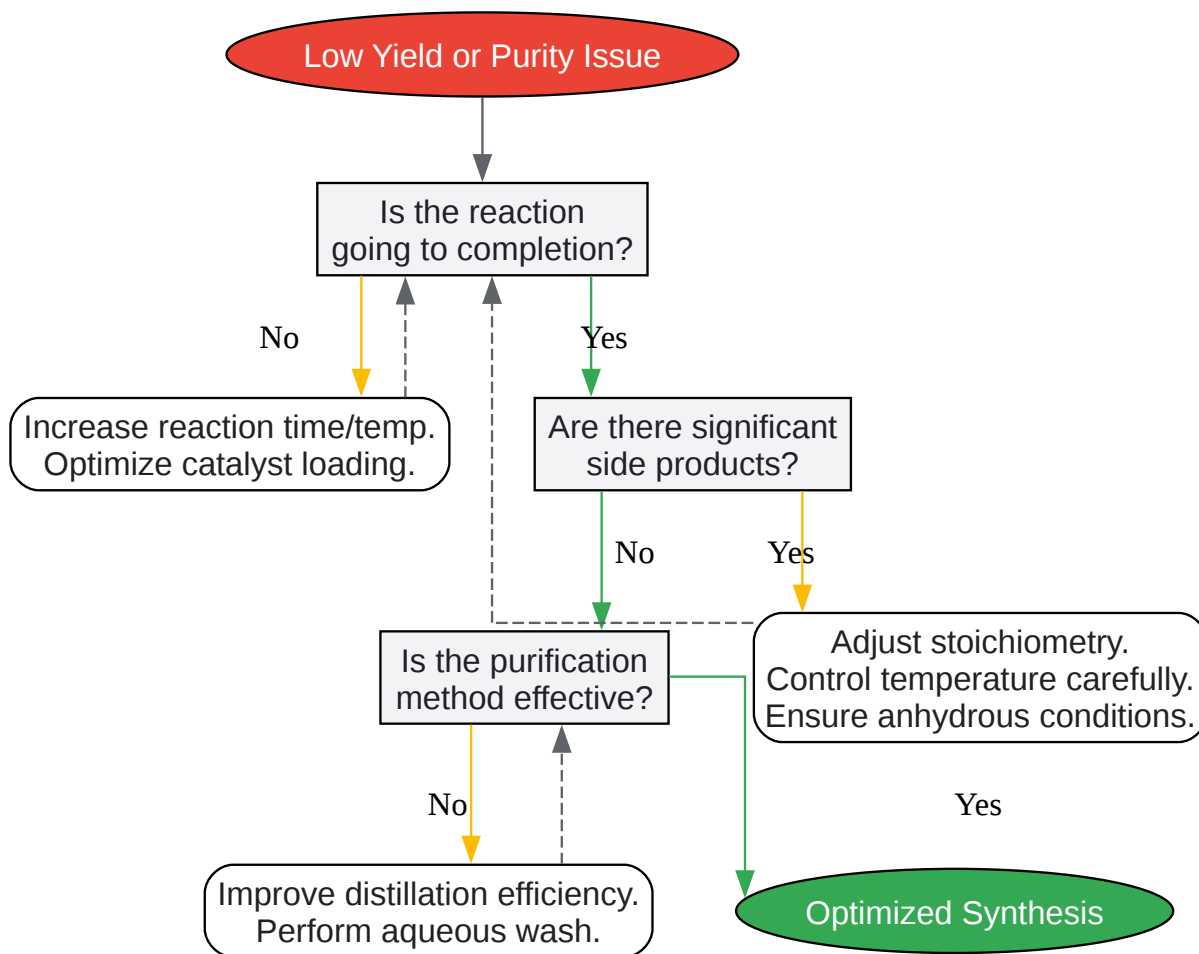 Low Yield or Purity Issue
Is the reaction
going to completion?
No
Yes
Increase reaction time/temp.
Optimize catalyst loading.
Are there significant
side products?
No
Yes
Adjust stoichiometry.
Control temperature carefully.
Ensure anhydrous conditions.
Is the purification
method effective?
No
Yes
Improve distillation efficiency.
Perform aqueous wash.
Optimized Synthesis